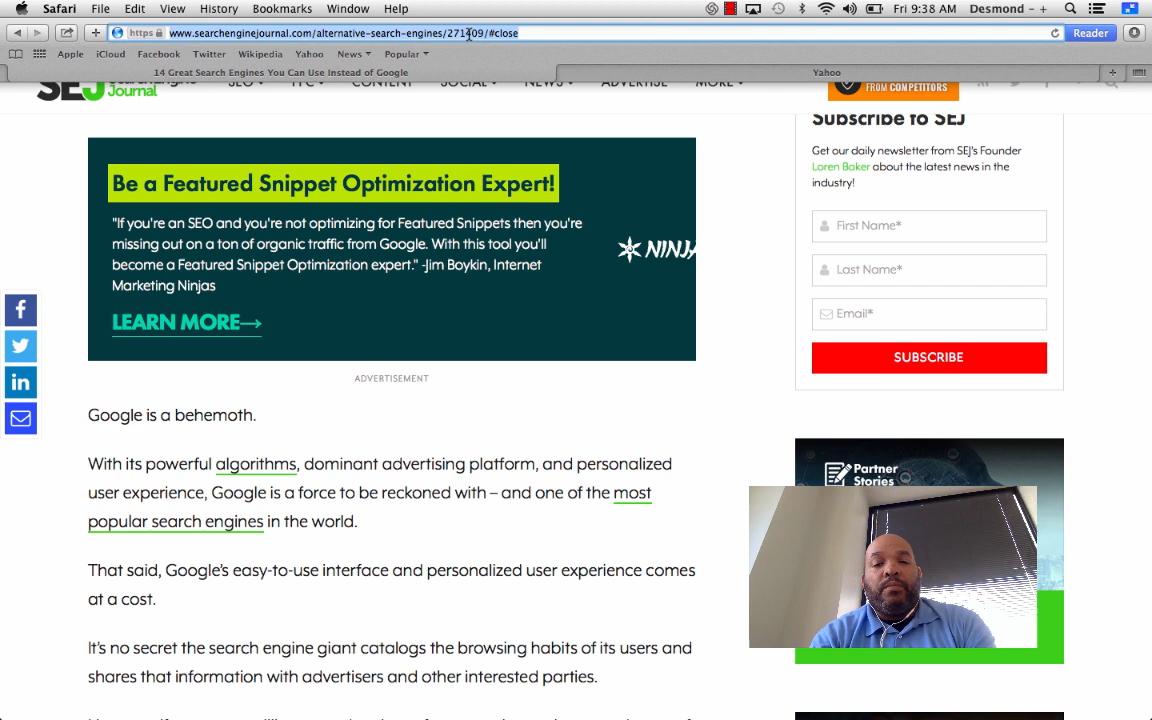 Safari File Edit View History Bookmarks Window Help Fri 9:38 AM Desmond - +
https www.searchenginejournal.com/alternative-search-engines/271409/#close Reader
Apple iCloud Facebook Twitter Wikipedia Yahoo News Popular
14 Great Search Engines You Can Use Instead of Google Yahoo
SEJ Search Engine Journal SEO PPC CONTENT SOCIAL NEWS ADVERTISE MORE FROM COMPETITORS
Be a Featured Snippet Optimization Expert!
"If you're an SEO and you're not optimizing for Featured Snippets then you're
missing out on a ton of organic traffic from Google. With this tool you'll
become a Featured Snippet Optimization expert." -Jim Boykin, Internet
Marketing Ninjas
LEARN MORE→
NINJA
ADVERTISEMENT
Google is a behemoth.
With its powerful algorithms, dominant advertising platform, and personalized
user experience, Google is a force to be reckoned with – and one of the most
popular search engines in the world.
That said, Google's easy-to-use interface and personalized user experience comes
at a cost.
It's no secret the search engine giant catalogs the browsing habits of its users and
shares that information with advertisers and other interested parties.
Subscribe to SEJ
Get our daily newsletter from SEJ's Founder
Loren Baker about the latest news in the
industry!
First Name*
Last Name*
Email*
SUBSCRIBE
Partner
Stories